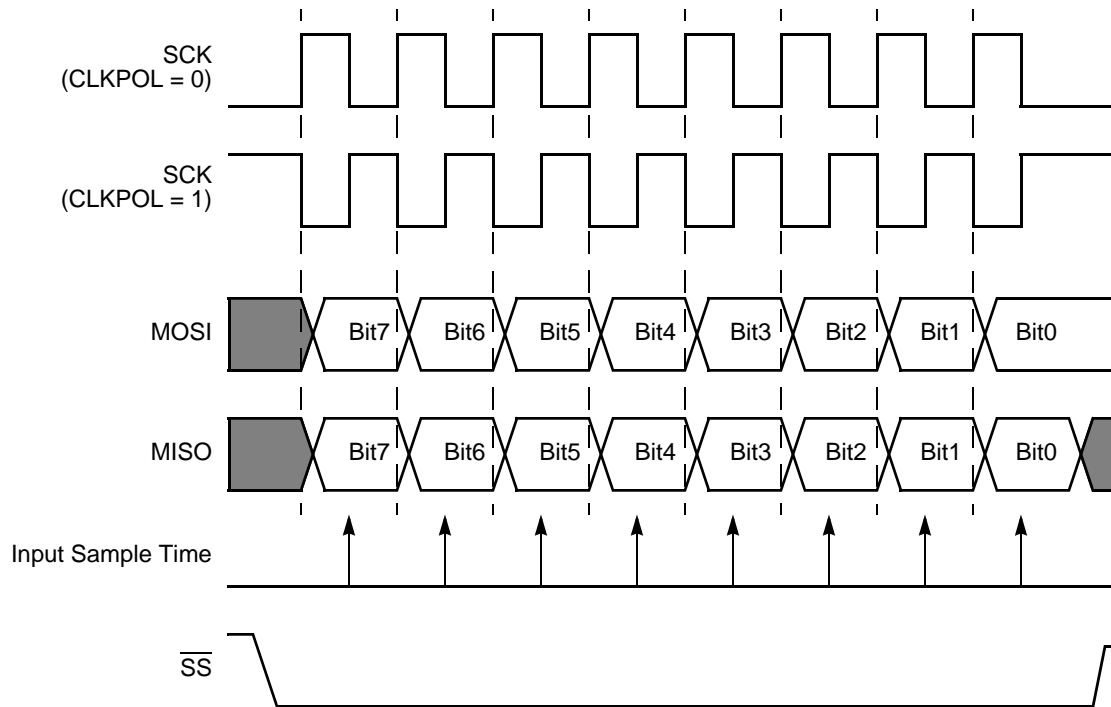 SCK
(CLKPOL = 0)
SCK
(CLKPOL = 1)
MOSI
Bit7 Bit6 Bit5 Bit4 Bit3 Bit2 Bit1 Bit0
MISO
Bit7 Bit6 Bit5 Bit4 Bit3 Bit2 Bit1 Bit0
Input Sample Time
SS